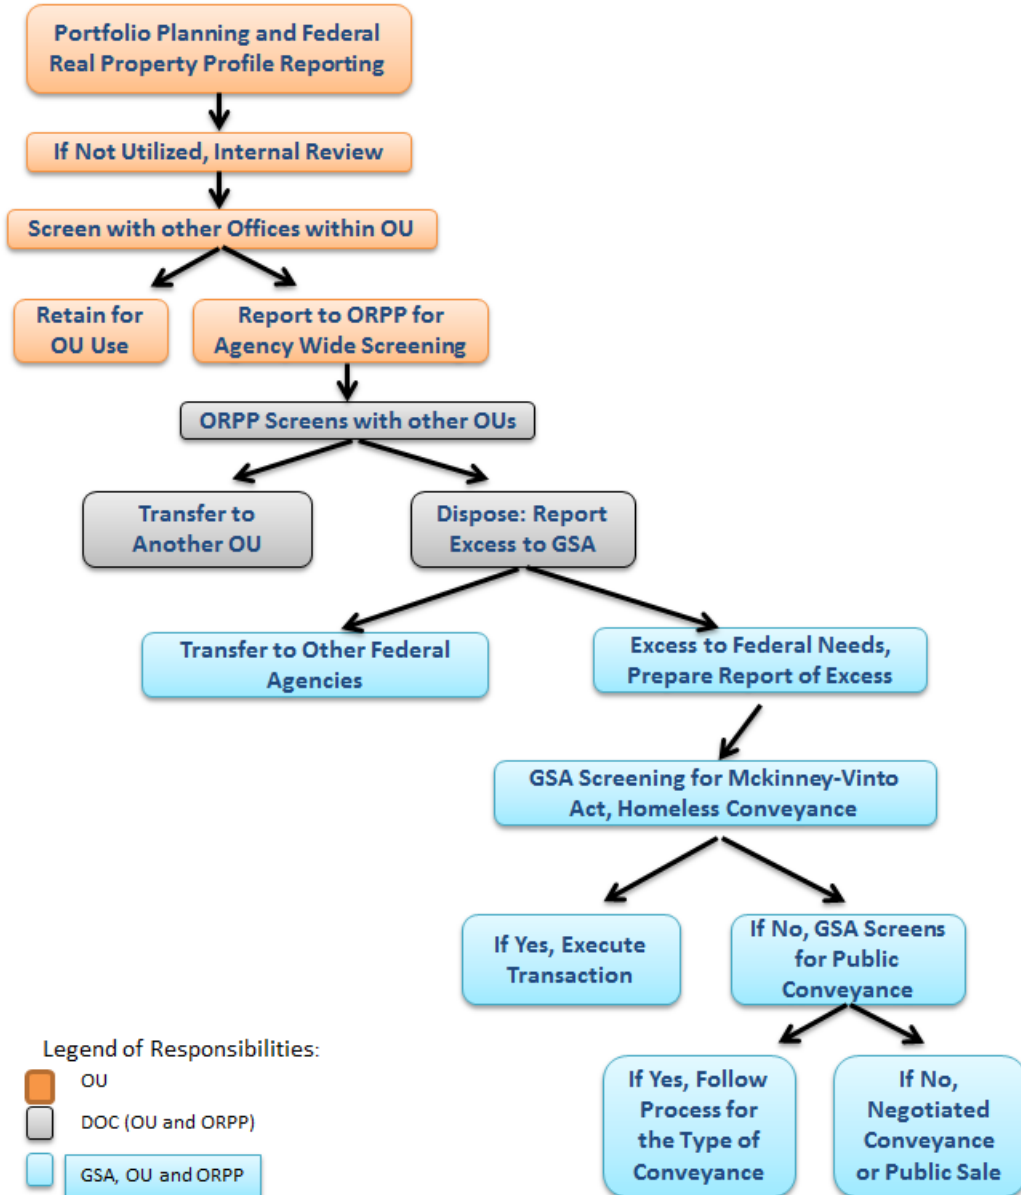 Portfolio Planning and Federal
Real Property Profile Reporting
If Not Utilized, Internal Review
Screen with other Offices within OU
Retain for
OU Use
Report to ORPP for
Agency Wide Screening
ORPP Screens with other OUs
Transfer to
Another OU
Dispose: Report
Excess to GSA
Transfer to Other Federal
Agencies
Excess to Federal Needs,
Prepare Report of Excess
GSA Screening for Mckinney-Vinto
Act, Homeless Conveyance
If Yes, Execute
Transaction
If No, GSA Screens
for Public
Conveyance
If Yes, Follow
Process for
the Type of
Conveyance
If No,
Negotiated
Conveyance
or Public Sale
Legend of Responsibilities:
OU
DOC (OU and ORPP)
GSA, OU and ORPP